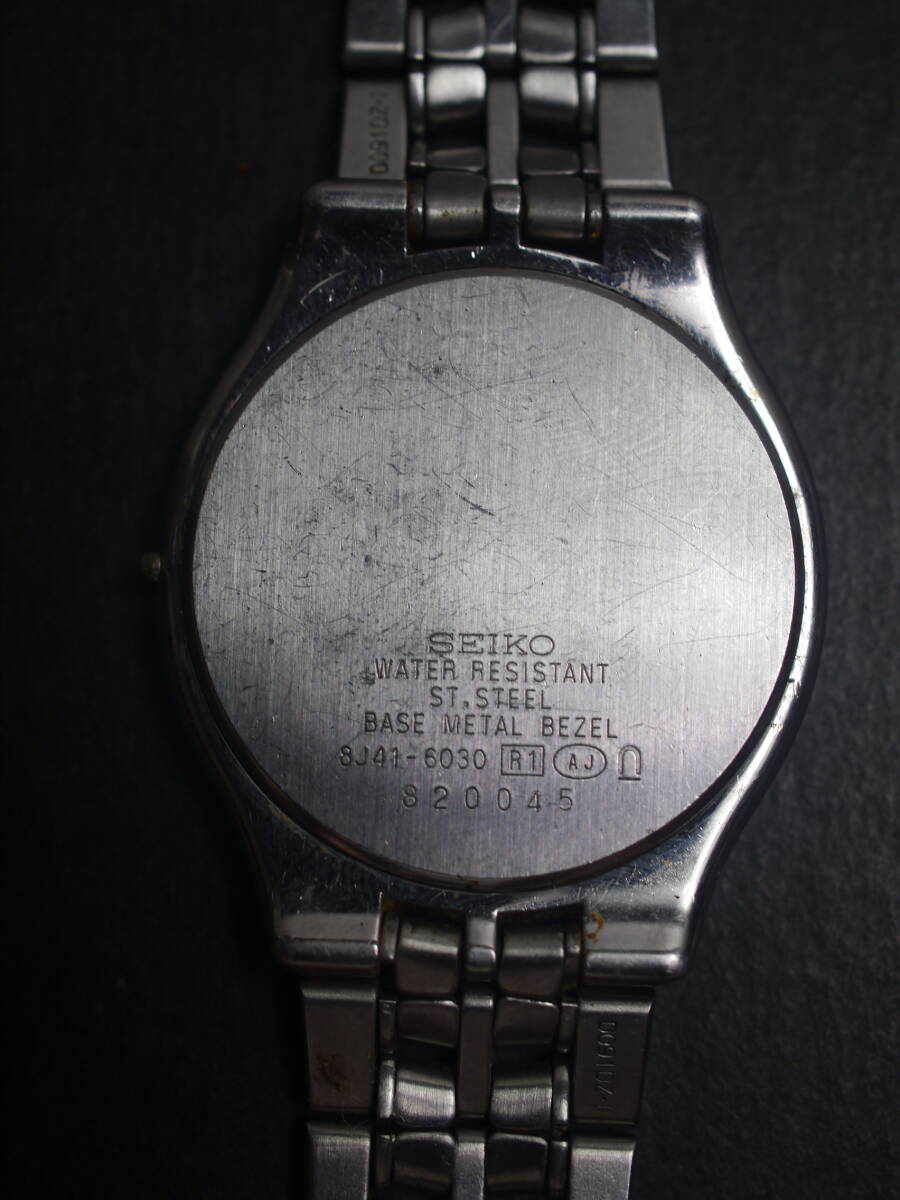 SEIKO
WATER RESISTANT
ST.STEEL
BASE METAL BEZEL
8J41-6030 R1 AJ
820045